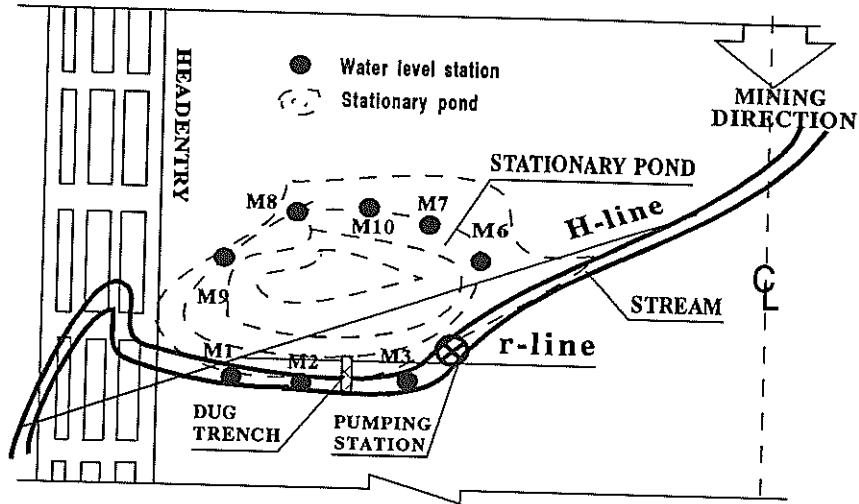 HEADENTRY
Water level station
Stationary pond
MINING
DIRECTION
STATIONARY POND
M8
M10
M7
M6
H-line
M9
CL
STREAM
M1
M2
M3
r-line
DUG
TRENCH
PUMPING
STATION